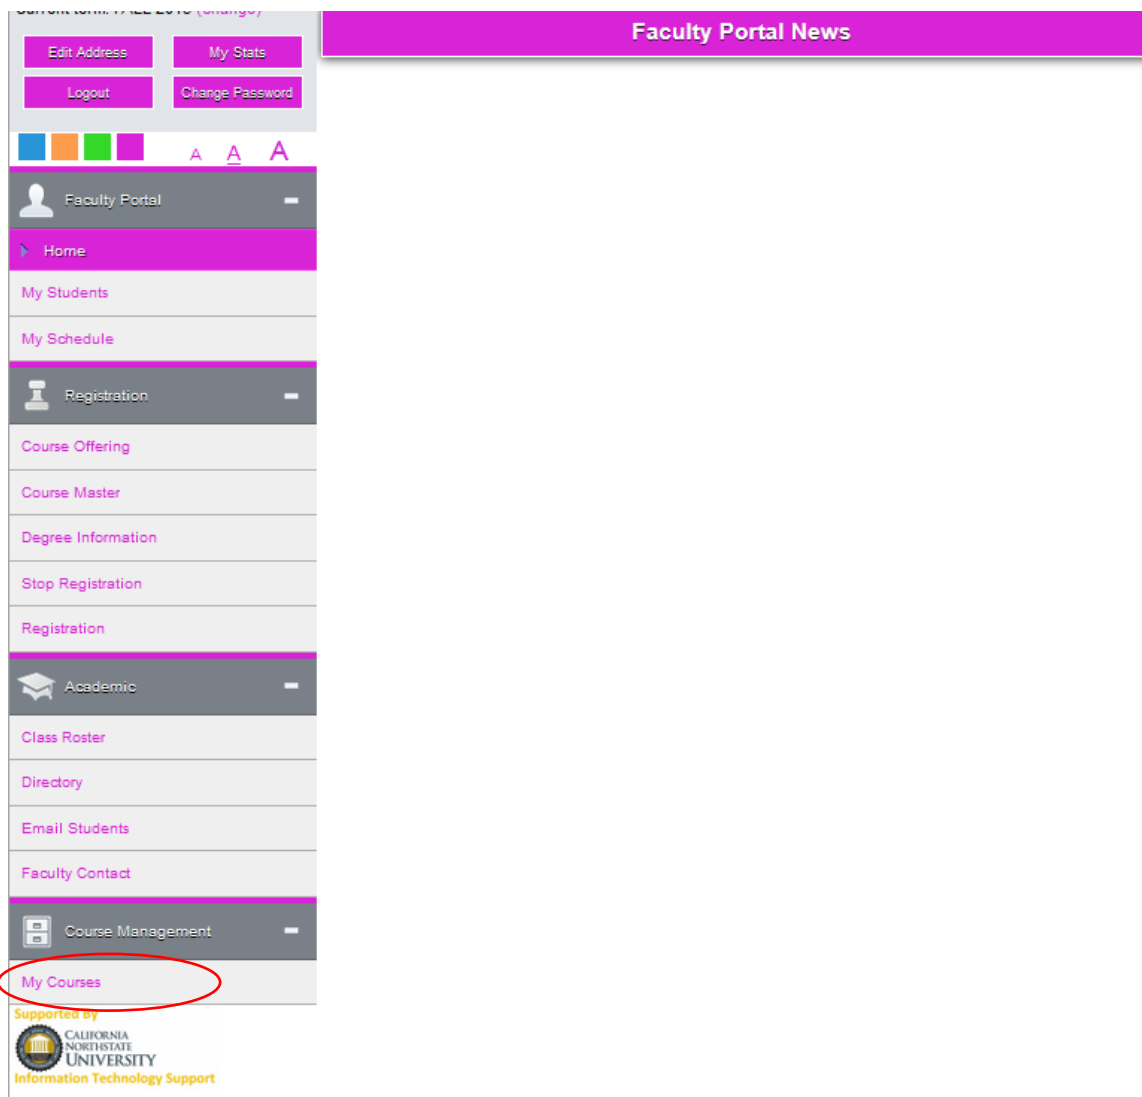 (change)
Faculty Portal News
Edit Address
My Stats
Logout
Change Password
A A A
Faculty Portal
Home
My Students
My Schedule
Registration
Course Offering
Course Master
Degree Information
Stop Registration
Registration
Academic
Class Roster
Directory
Email Students
Faculty Contact
Course Management
My Courses
Supported By
CALIFORNIA
NORTHSTATE
UNIVERSITY
Information Technology Support